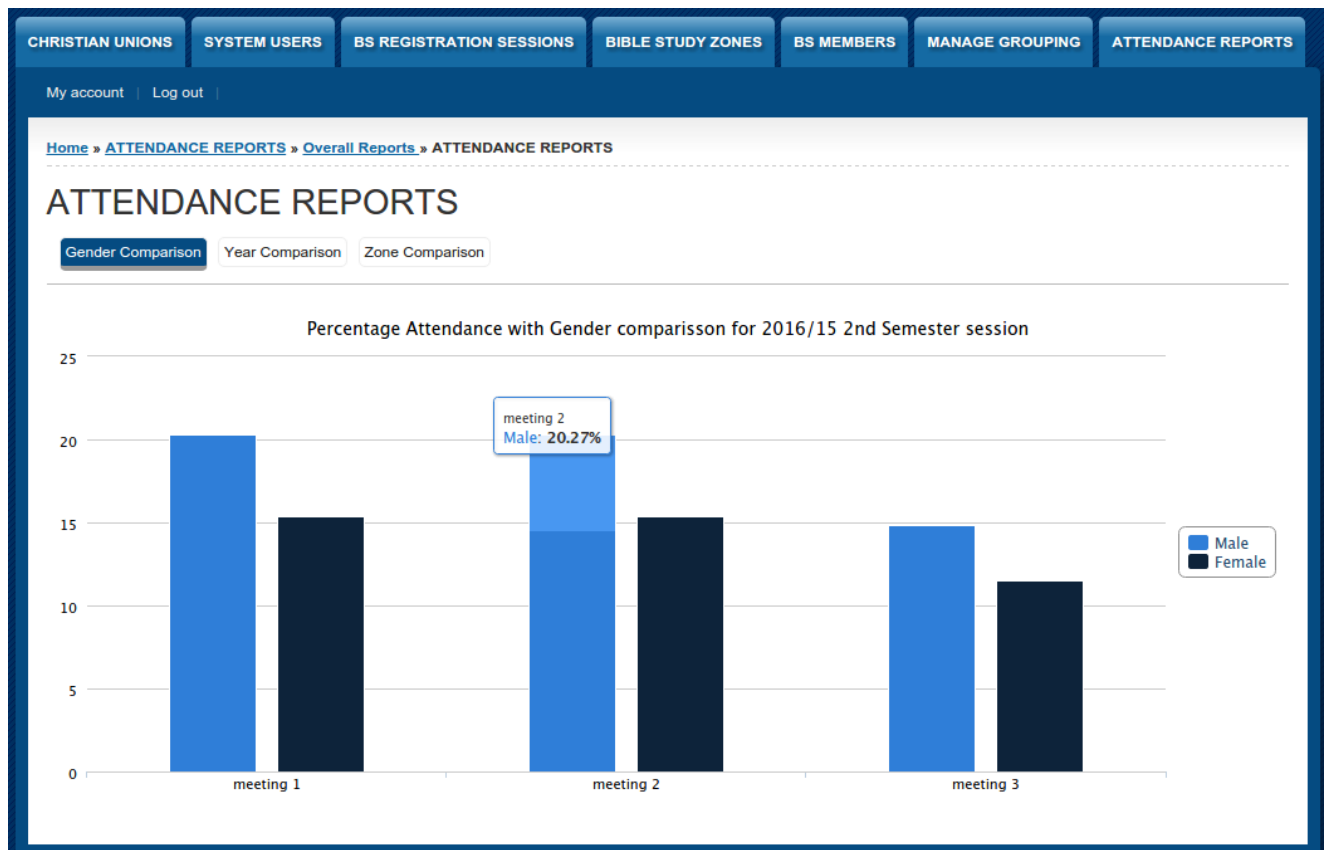 CHRISTIAN UNIONS SYSTEM USERS BS REGISTRATION SESSIONS BIBLE STUDY ZONES BS MEMBERS MANAGE GROUPING ATTENDANCE REPORTS
My account | Log out |
Home » ATTENDANCE REPORTS » Overall Reports » ATTENDANCE REPORTS
ATTENDANCE REPORTS
Gender Comparison Year Comparison Zone Comparison
Percentage Attendance with Gender comparisson for 2016/15 2nd Semester session
25
20
15
10
5
0
meeting 2
Male: 20.27%
Male
Female
meeting 1 meeting 2 meeting 3